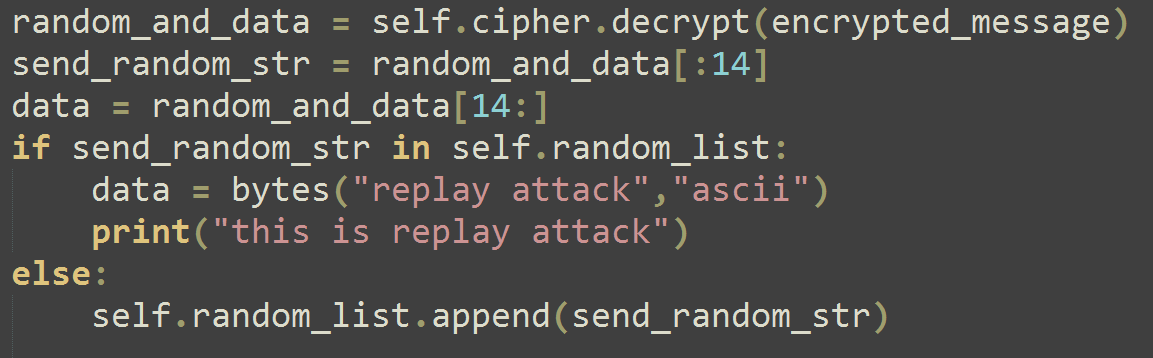 random_and_data = self.cipher.decrypt(encrypted_message)
send_random_str = random_and_data[:14]
data = random_and_data[14:]
if send_random_str in self.random_list:
    data = bytes("replay attack","ascii")
    print("this is replay attack")
else:
    self.random_list.append(send_random_str)